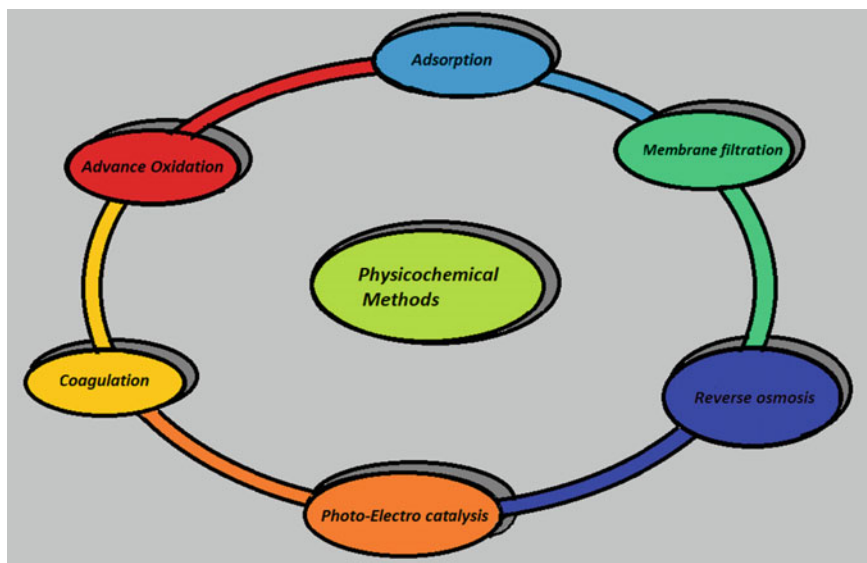 Adsorption
Membrane filtration
Advance Oxidation
Physicochemical
Methods
Coagulation
Reverse osmosis
Photo-Electro catalysis